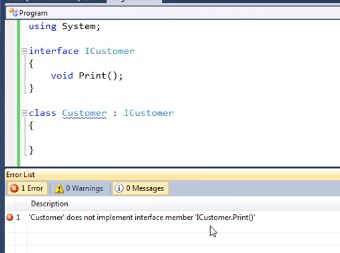 Program
using System;
interface ICustomer
{
void Print();
}
class Customer : ICustomer
{
}
Error List
1 Error 0 Warnings 0 Messages
Description
1 'Customer' does not implement interface member 'ICustomer.Print()'